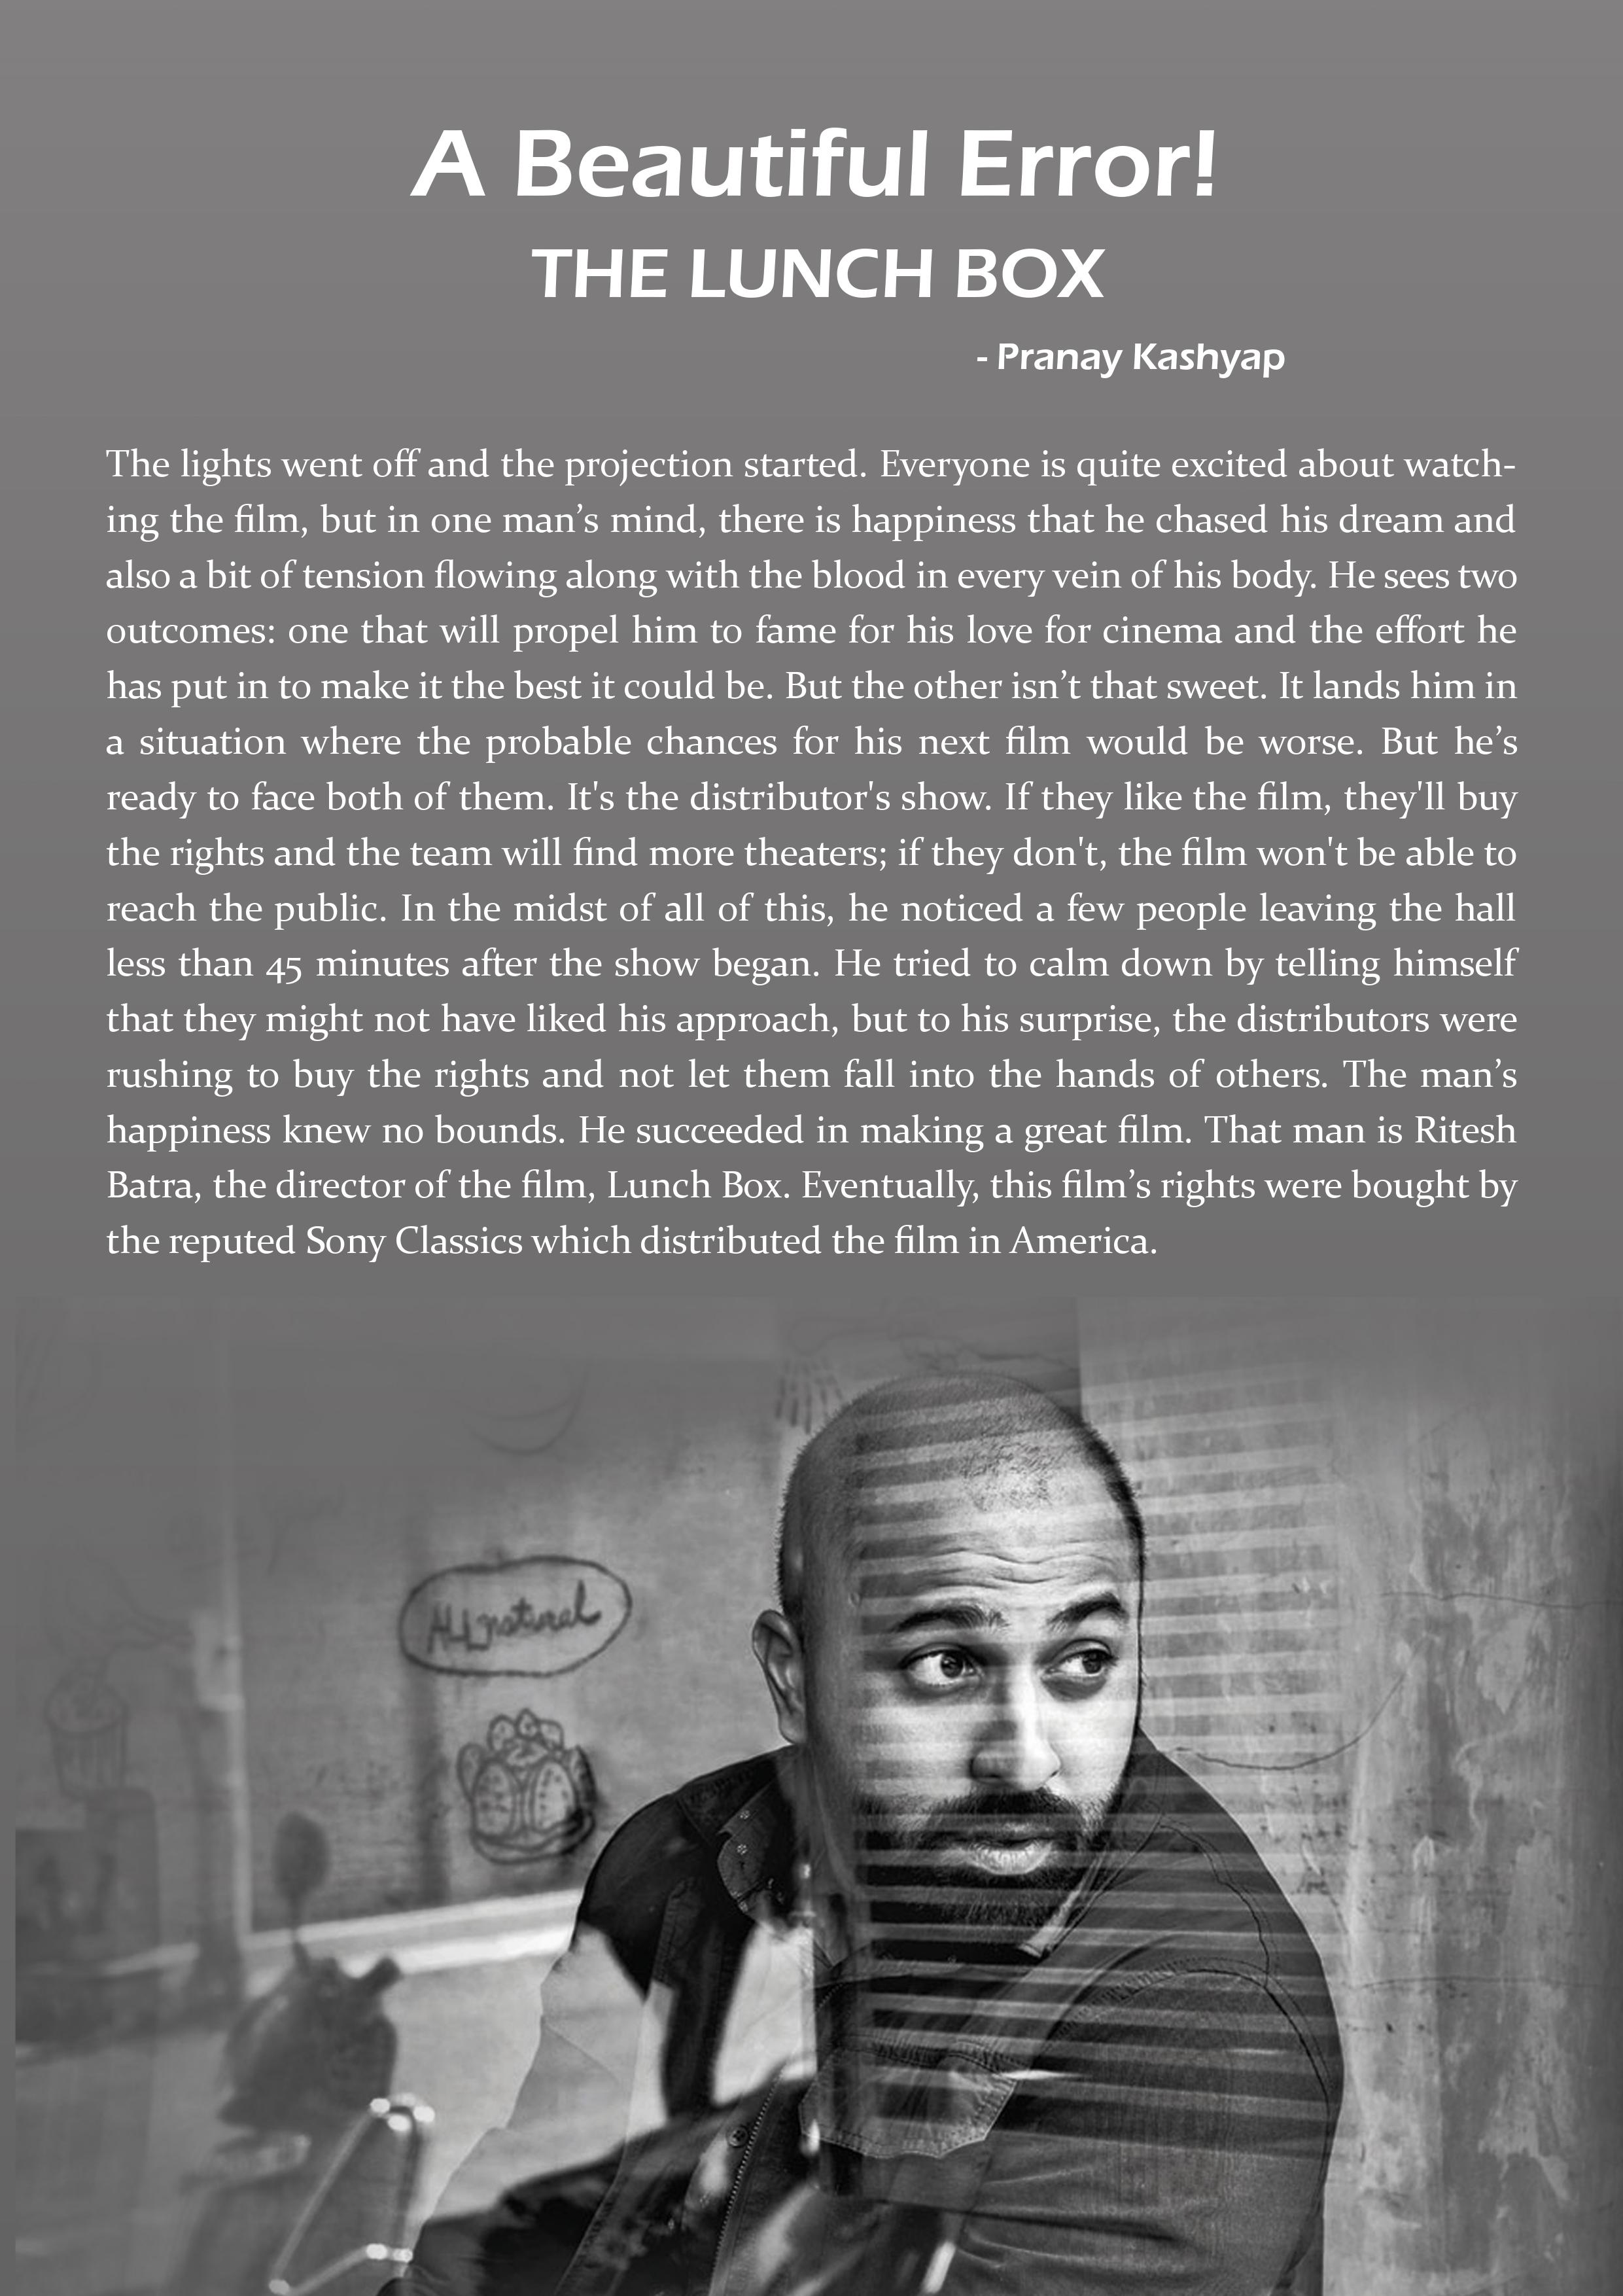 A Beautiful Error!
THE LUNCH BOX
- Pranay Kashyap
The lights went off and the projection started. Everyone is quite excited about watch-
ing the film, but in one man’s mind, there is happiness that he chased his dream and
also a bit of tension flowing along with the blood in every vein of his body. He sees two
outcomes: one that will propel him to fame for his love for cinema and the effort he
has put in to make it the best it could be. But the other isn’t that sweet. It lands him in
a situation where the probable chances for his next film would be worse. But he’s
ready to face both of them. It's the distributor's show. If they like the film, they'll buy
the rights and the team will find more theaters; if they don't, the film won't be able to
reach the public. In the midst of all of this, he noticed a few people leaving the hall
less than 45 minutes after the show began. He tried to calm down by telling himself
that they might not have liked his approach, but to his surprise, the distributors were
rushing to buy the rights and not let them fall into the hands of others. The man’s
happiness knew no bounds. He succeeded in making a great film. That man is Ritesh
Batra, the director of the film, Lunch Box. Eventually, this film’s rights were bought by
the reputed Sony Classics which distributed the film in America.
All natural